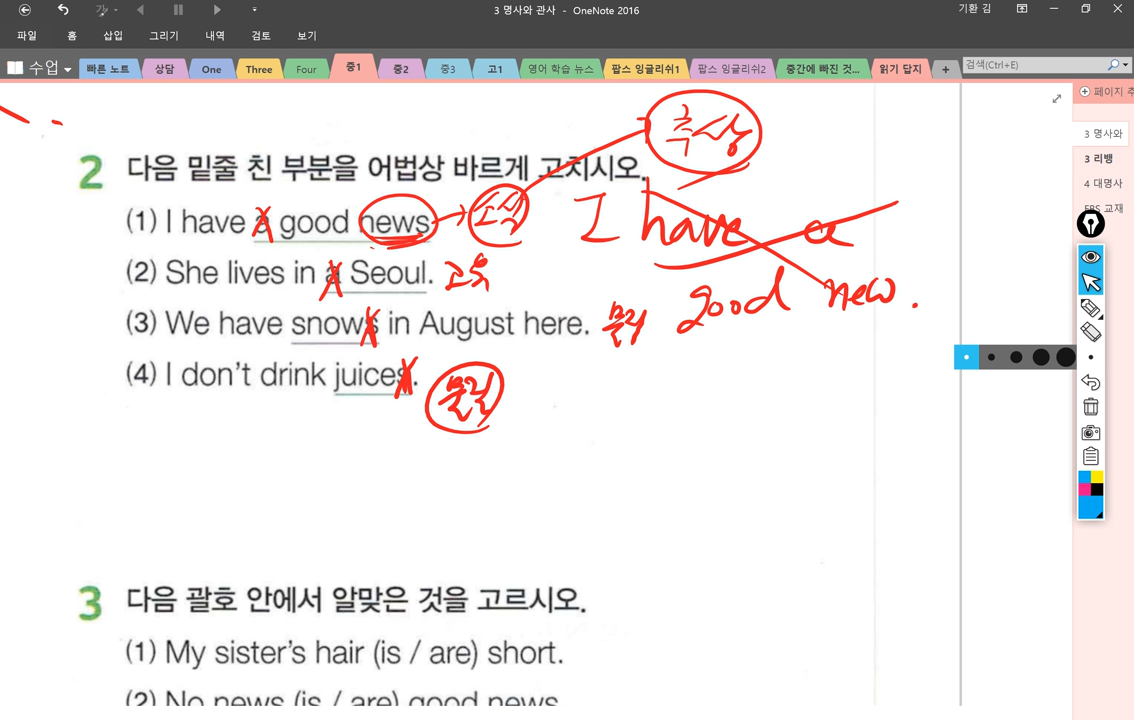 3 명사와 관사 - OneNote 2016
기환 김
파일 홈 삽입 그리기 내역 검토 보기
수업 빠른 노트 상담 One Three Four 중1 중2 중3 고1 영어 학습 뉴스 팝스 잉글리쉬1 팝스 잉글리쉬2 중간에 빠진 것... 읽기 답지 + 검색(Ctrl+E)
페이지 추
3 명사와
3 리뱅
4 대명사
EBS 교재
추상
2 다음 밑줄 친 부분을 어법상 바르게 고치시오.
(1) I have a good news. 소식
I have a
good new.
(2) She lives in a Seoul. 고유
(3) We have snows in August here. 물질
(4) I don't drink juices. 물질
3 다음 괄호 안에서 알맞은 것을 고르시오.
(1) My sister's hair (is / are) short.
(2) No news (is / are) good news.